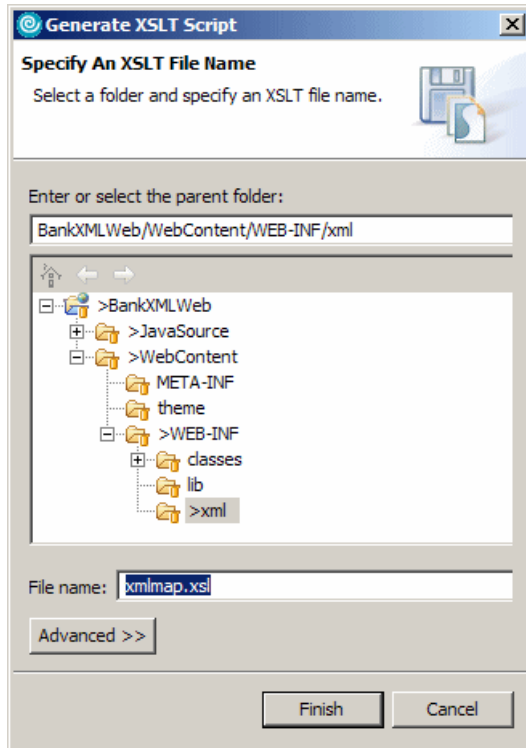 Generate XSLT Script
Specify An XSLT File Name
Select a folder and specify an XSLT file name.
Enter or select the parent folder:
BankXMLWeb/WebContent/WEB-INF/xml
>BankXMLWeb
>JavaSource
>WebContent
META-INF
theme
>WEB-INF
classes
lib
>xml
File name: xmlmap.xsl
Advanced >>
Finish Cancel